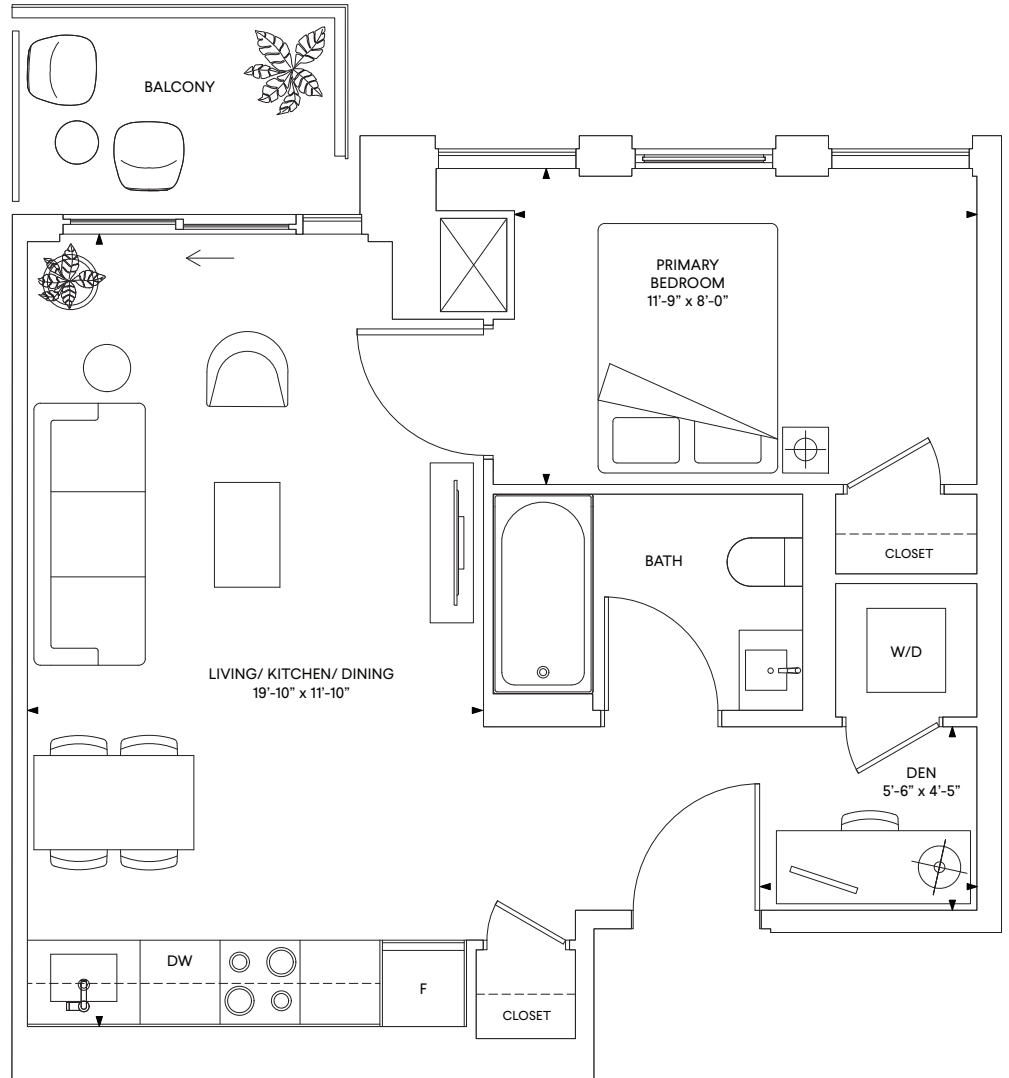 BALCONY
PRIMARY
BEDROOM
11'-9” x 8'-0”
CLOSET
BATH
W/D
LIVING/ KITCHEN/ DINING
19'-10” x 11'-10”
DEN
5'-6” x 4'-5”
DW
F
CLOSET